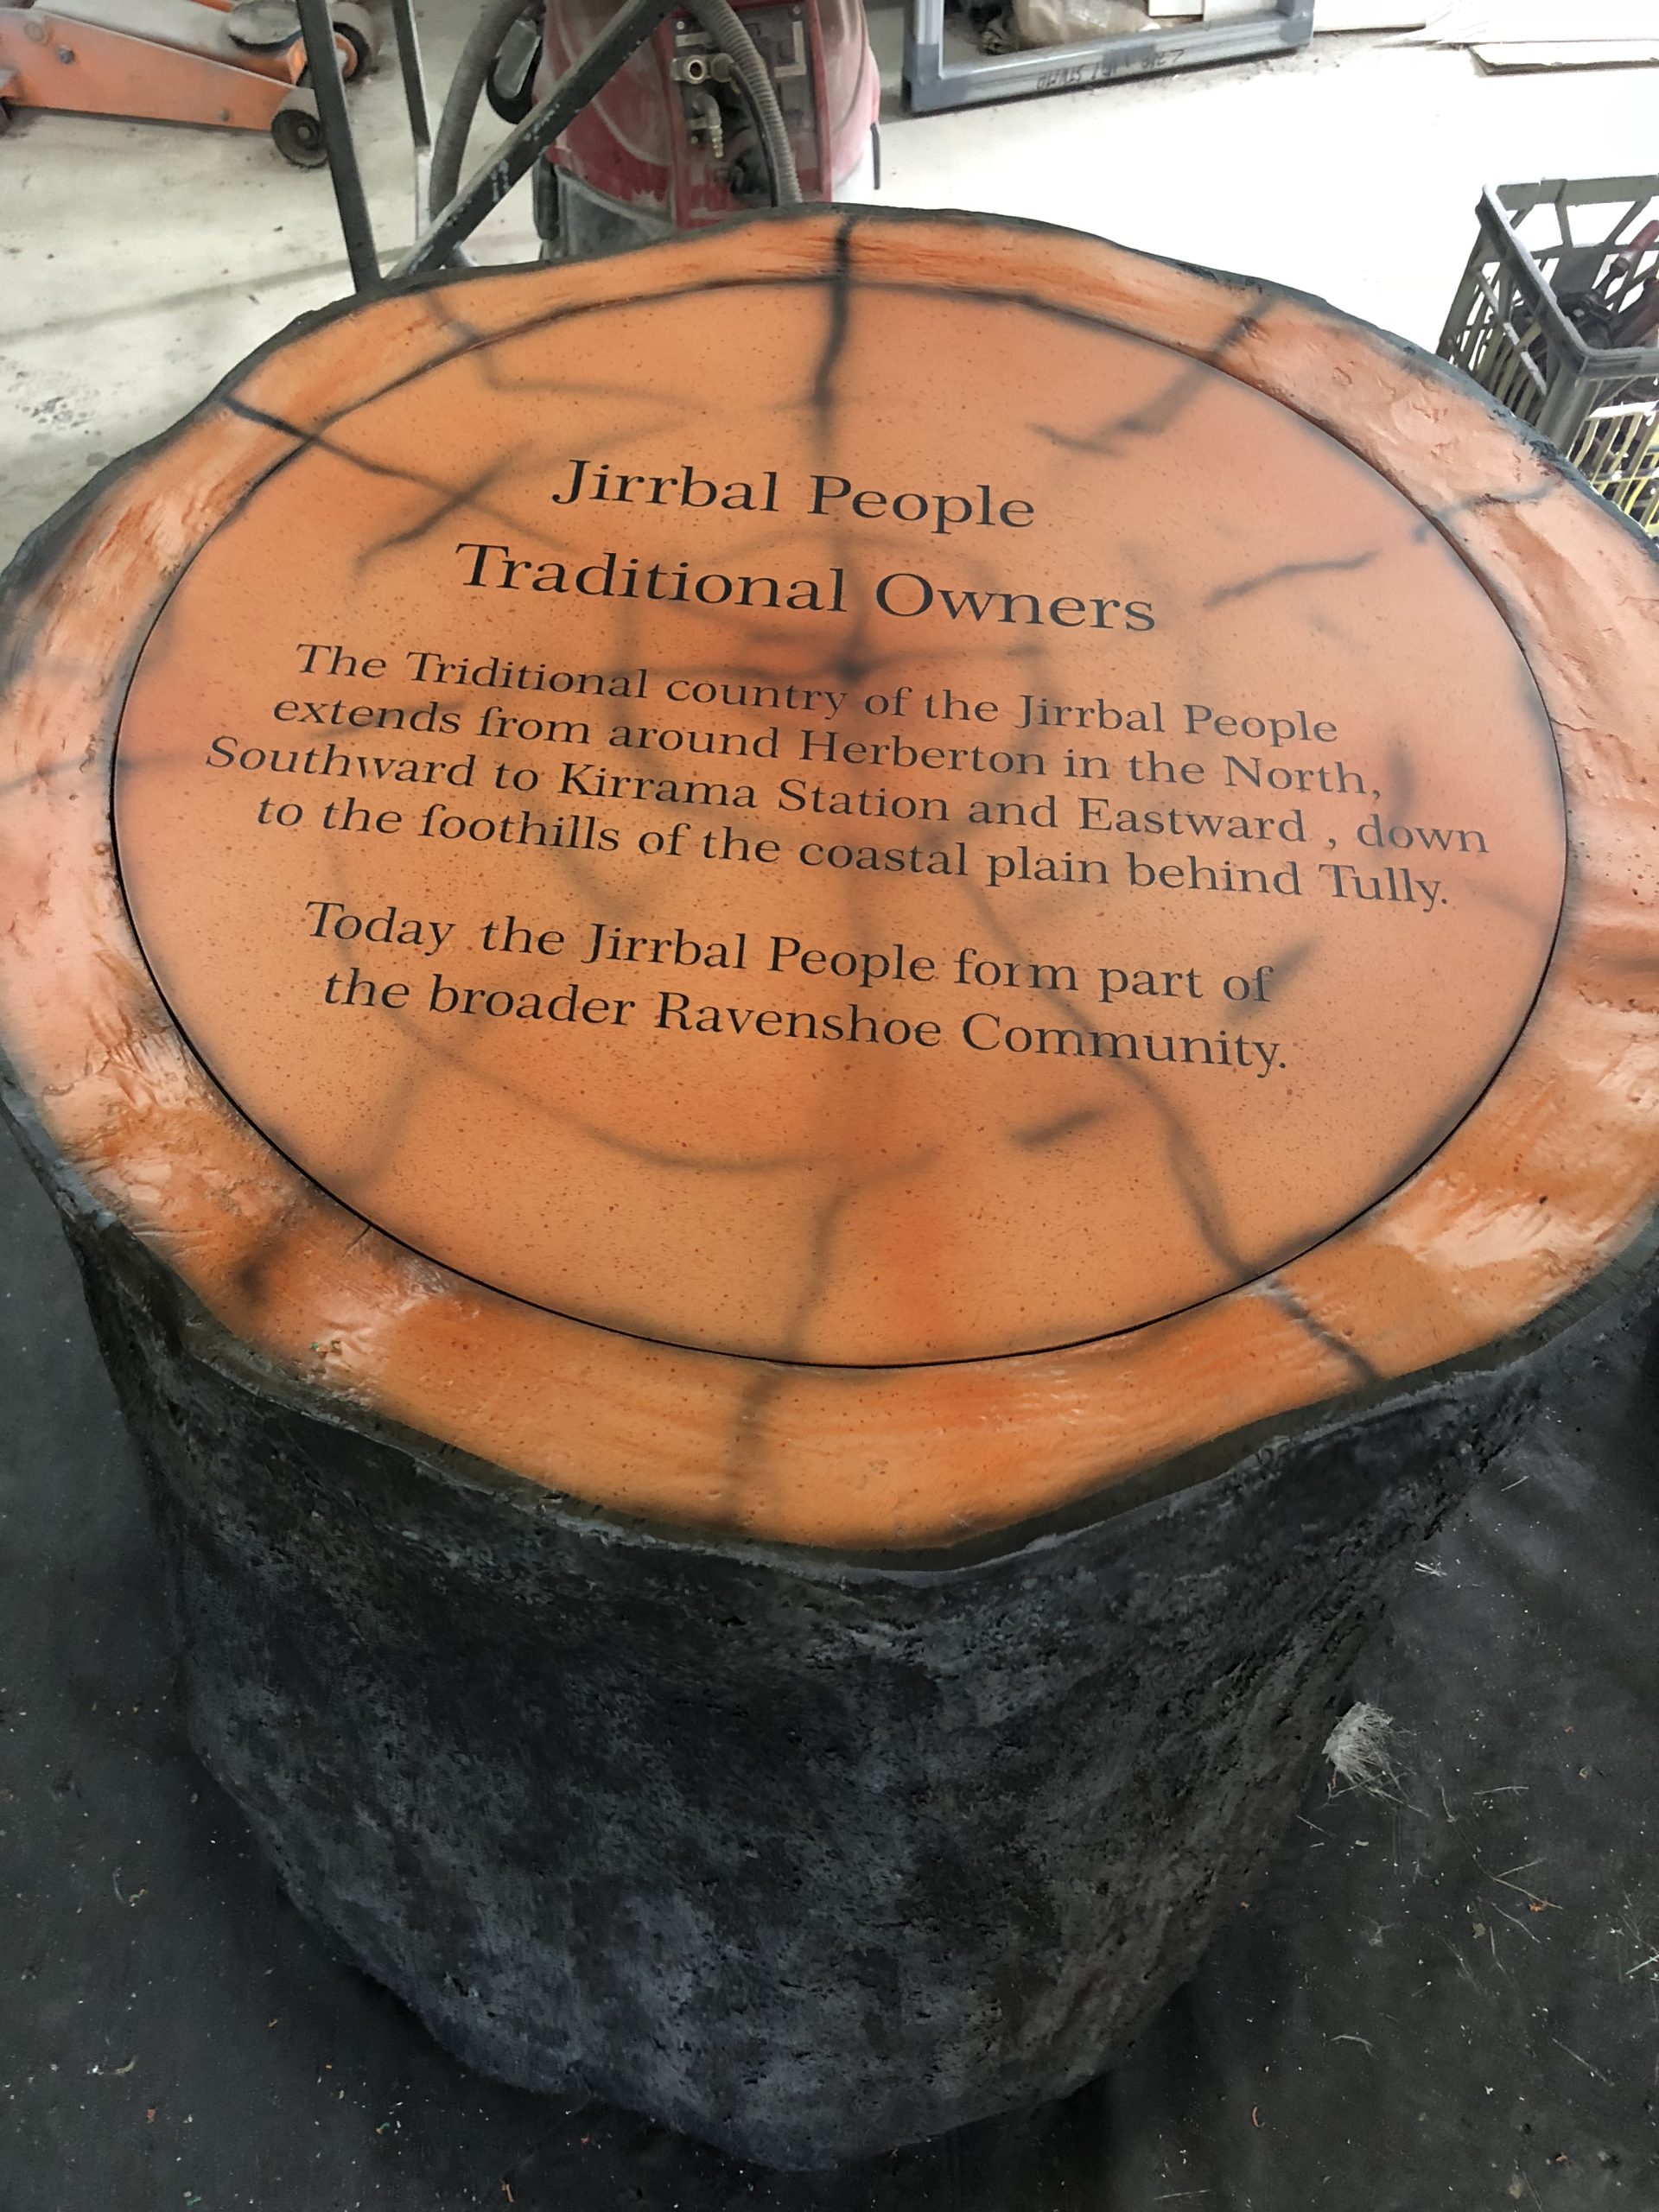 Jirrbal People
Traditional Owners
The Triditional country of the Jirrbal People
extends from around Herberton in the North,
Southward to Kirrama Station and Eastward , down
to the foothills of the coastal plain behind Tully.
Today the Jirrbal People form part of
the broader Ravenshoe Community.